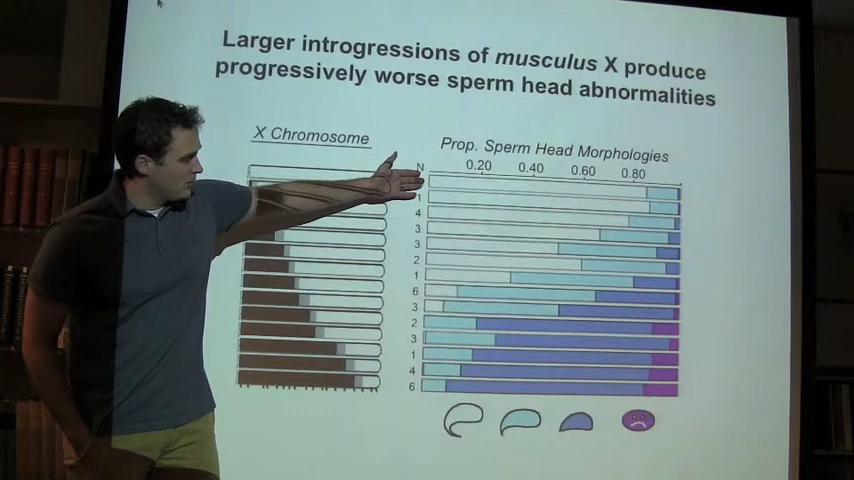 Larger introgressions of musculus X produce
progressively worse sperm head abnormalities
X Chromosome
Prop. Sperm Head Morphologies
N
0.20 0.40 0.60 0.80
1
4
3
3
2
1
6
3
2
3
1
4
6